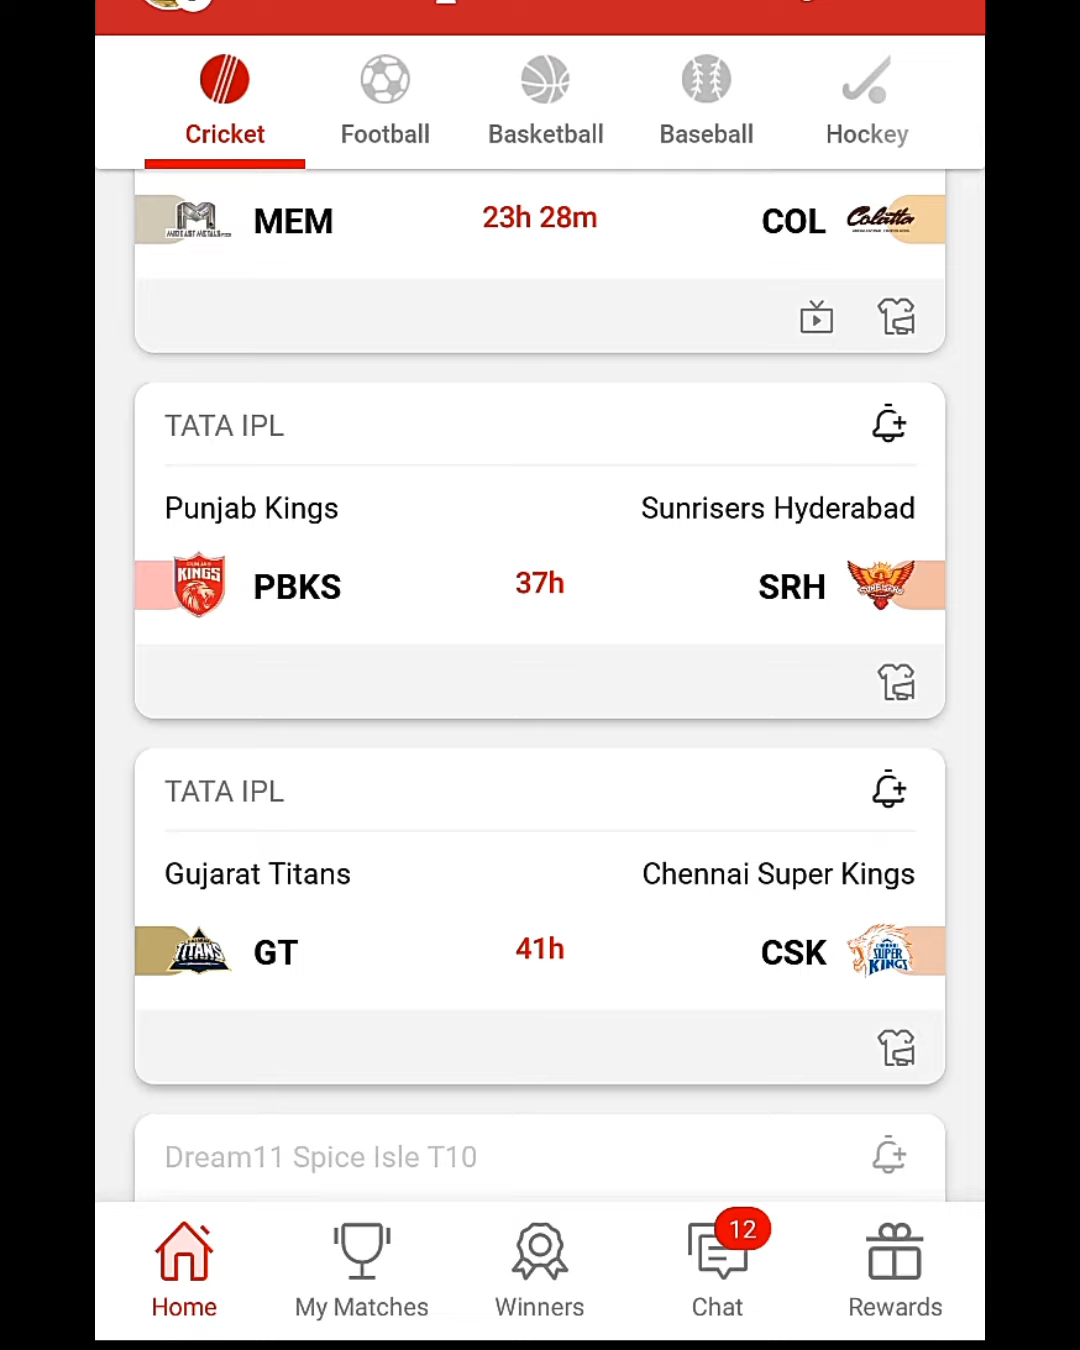 Cricket Football Basketball Baseball Hockey
MEM 23h 28m COL Colatta
TATA IPL
Punjab Kings Sunrisers Hyderabad
KINGS PBKS 37h SRH
TATA IPL
Gujarat Titans Chennai Super Kings
TITANS GT 41h CSK SUPER KINGS
Dream11 Spice Isle T10
12
Home My Matches Winners Chat Rewards